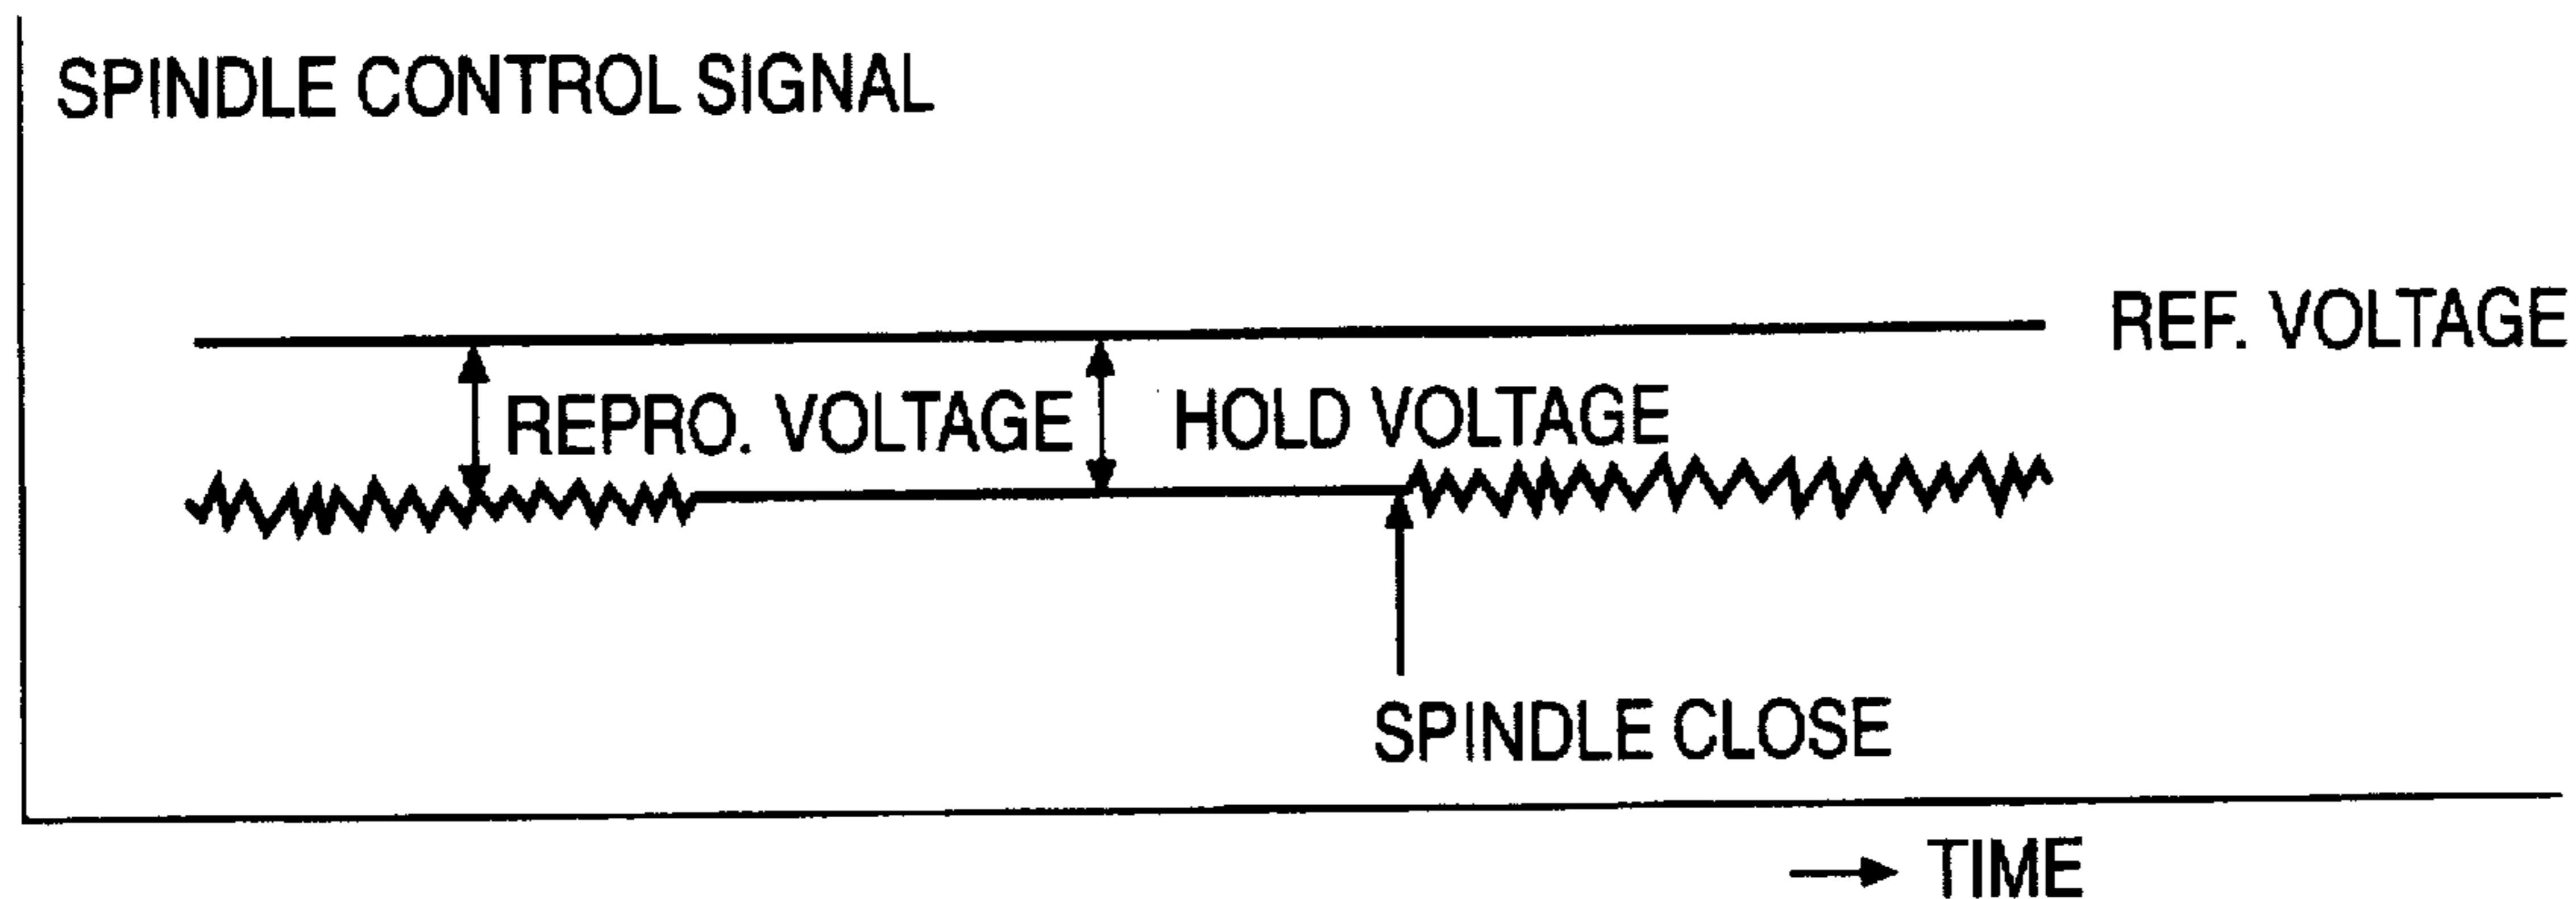 SPINDLE CONTROL SIGNAL
REF. VOLTAGE
REPRO. VOLTAGE
HOLD VOLTAGE
SPINDLE CLOSE
TIME